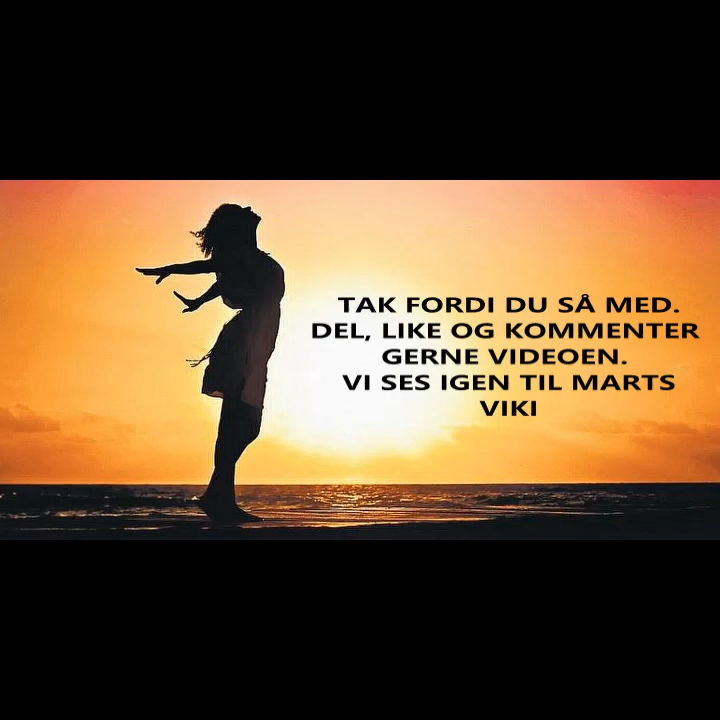 TAK FORDI DU SÅ MED.
DEL, LIKE OG KOMMENTER
GERNE VIDEOEN.
VI SES IGEN TIL MARTS
VIKI